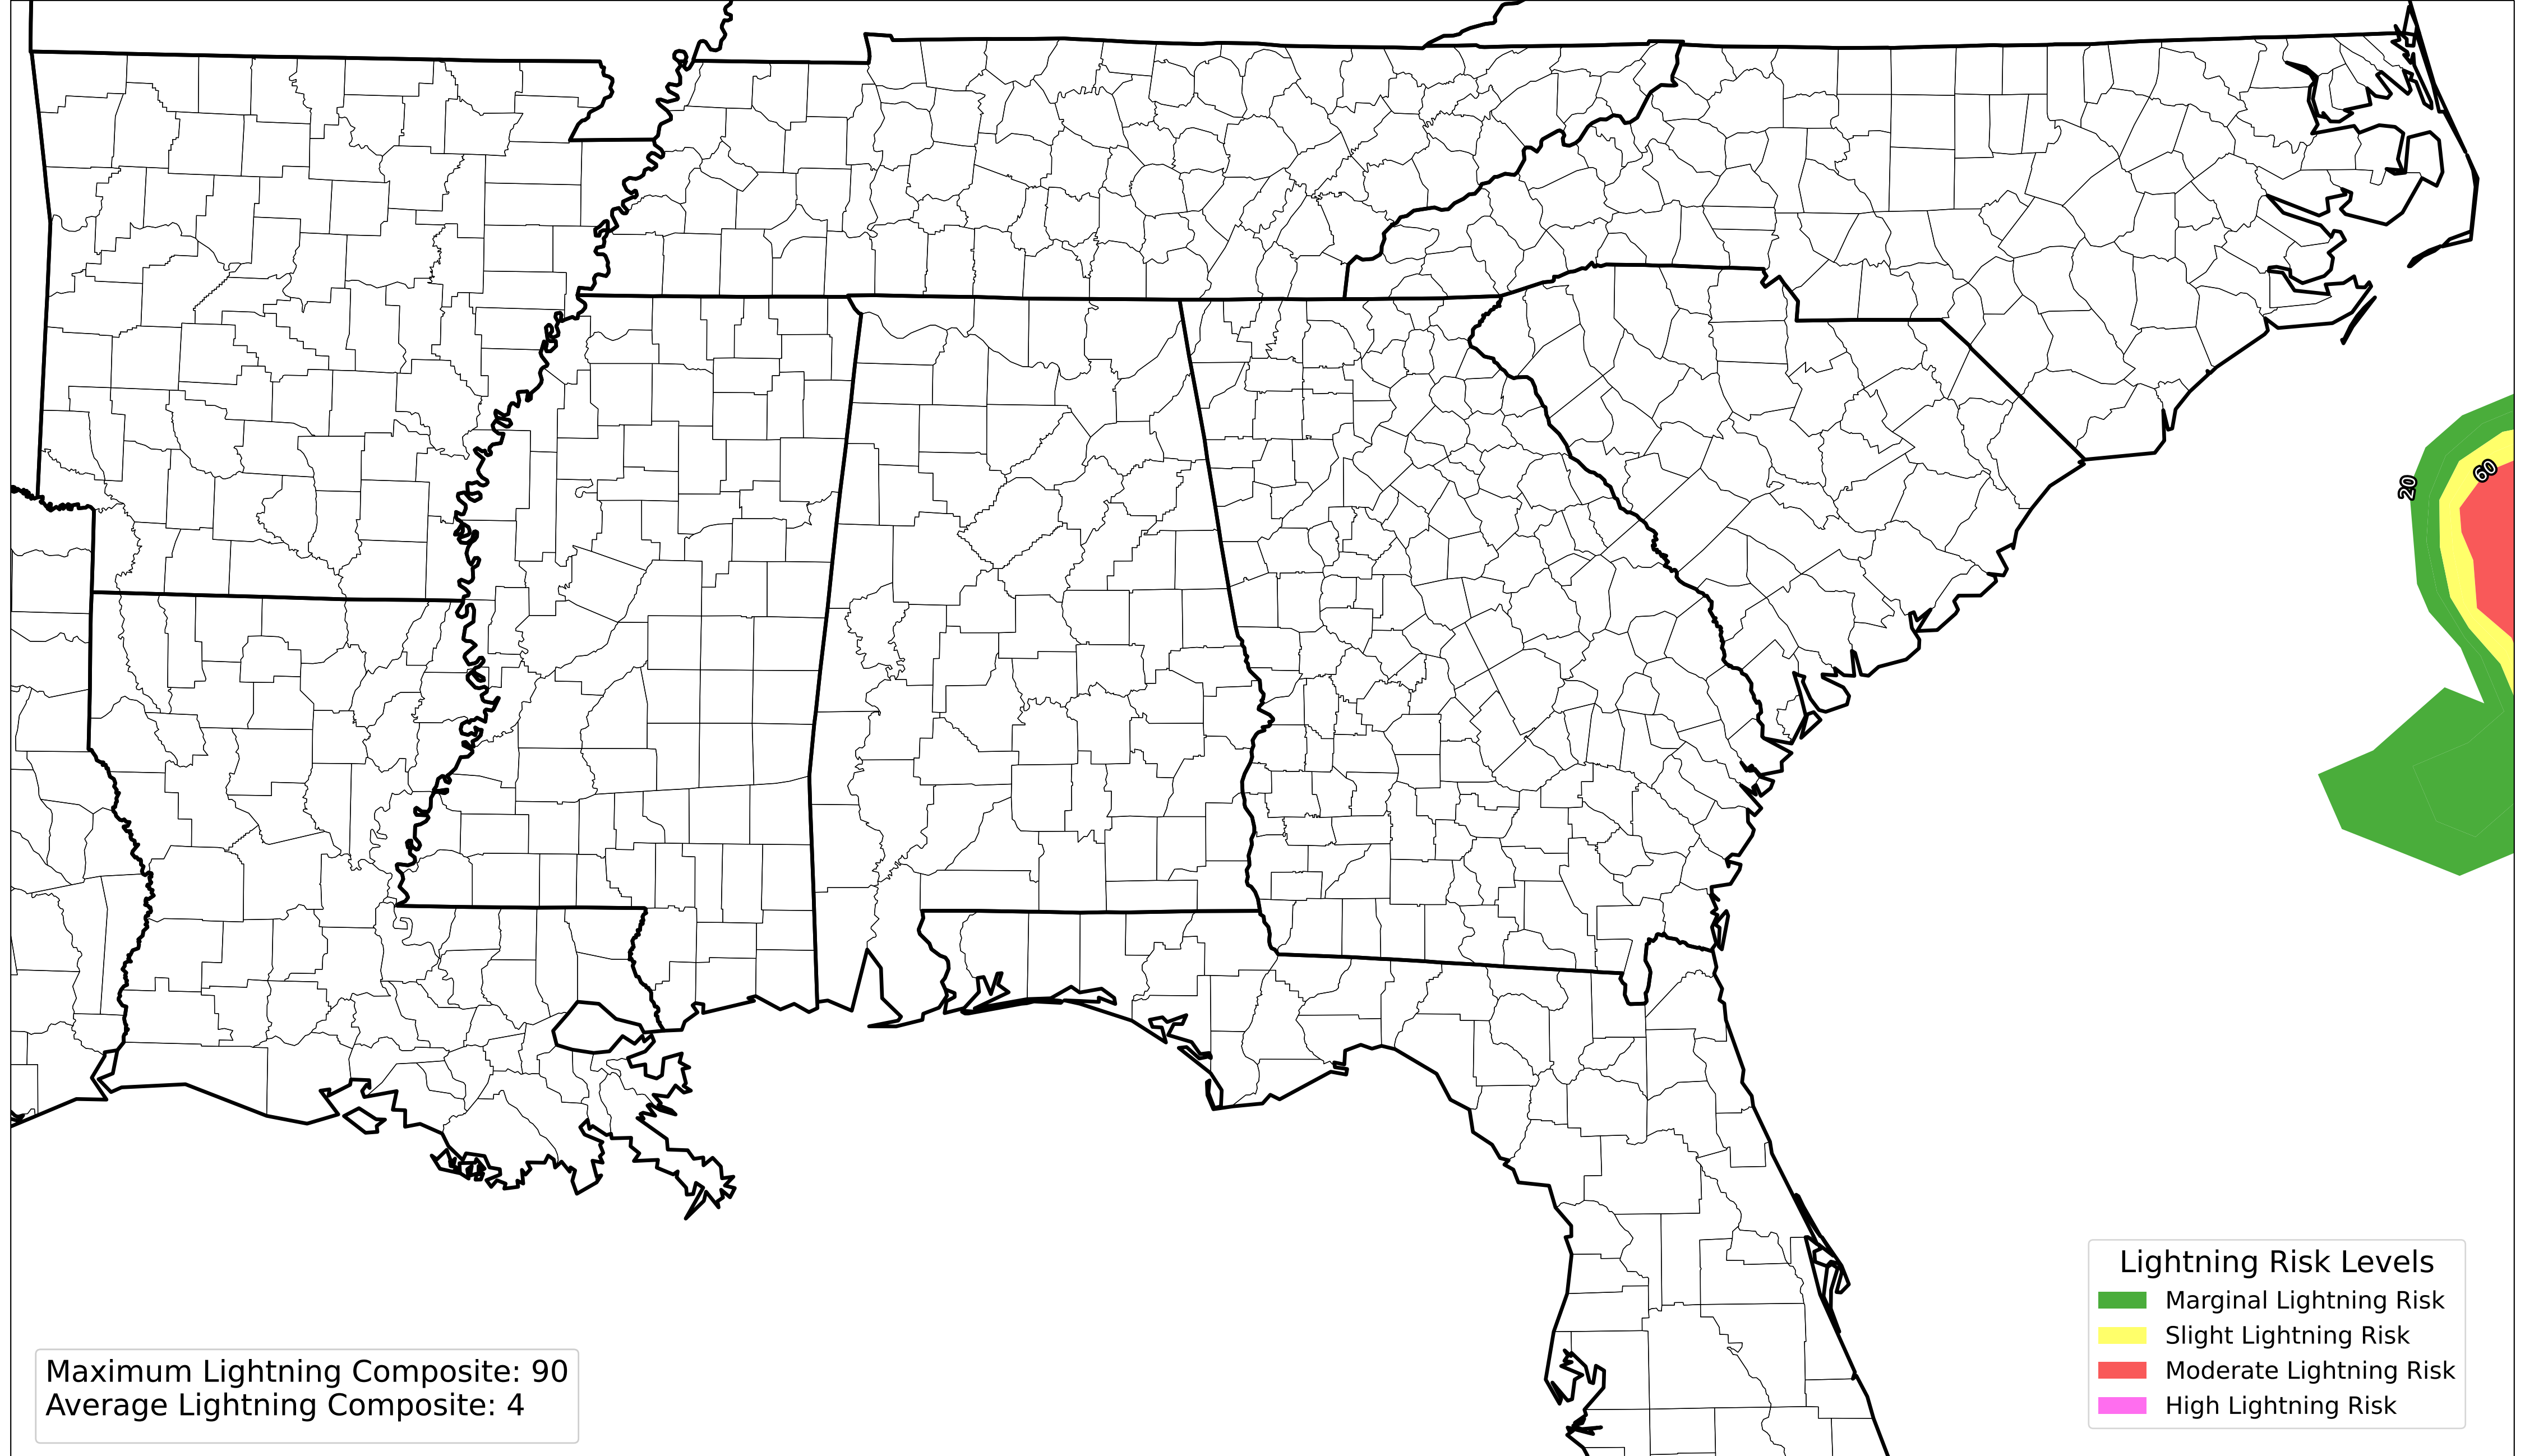 20
60
Lightning Risk Levels
Marginal Lightning Risk
Slight Lightning Risk
Moderate Lightning Risk
High Lightning Risk
Maximum Lightning Composite: 90
Average Lightning Composite: 4